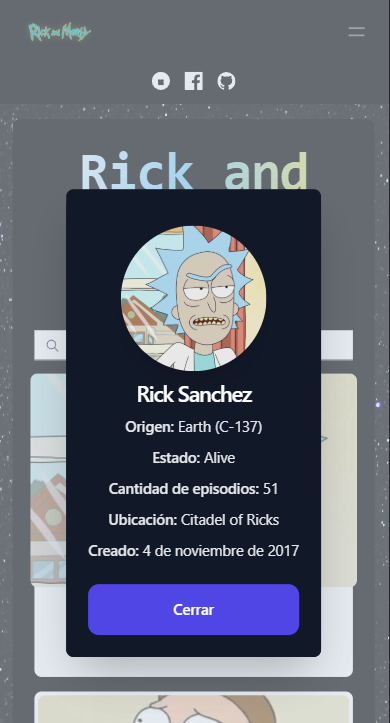 Rick and Morty
Rick and
Rick Sanchez
Origen: Earth (C-137)
Estado: Alive
Cantidad de episodios: 51
Ubicación: Citadel of Ricks
Creado: 4 de noviembre de 2017
Cerrar